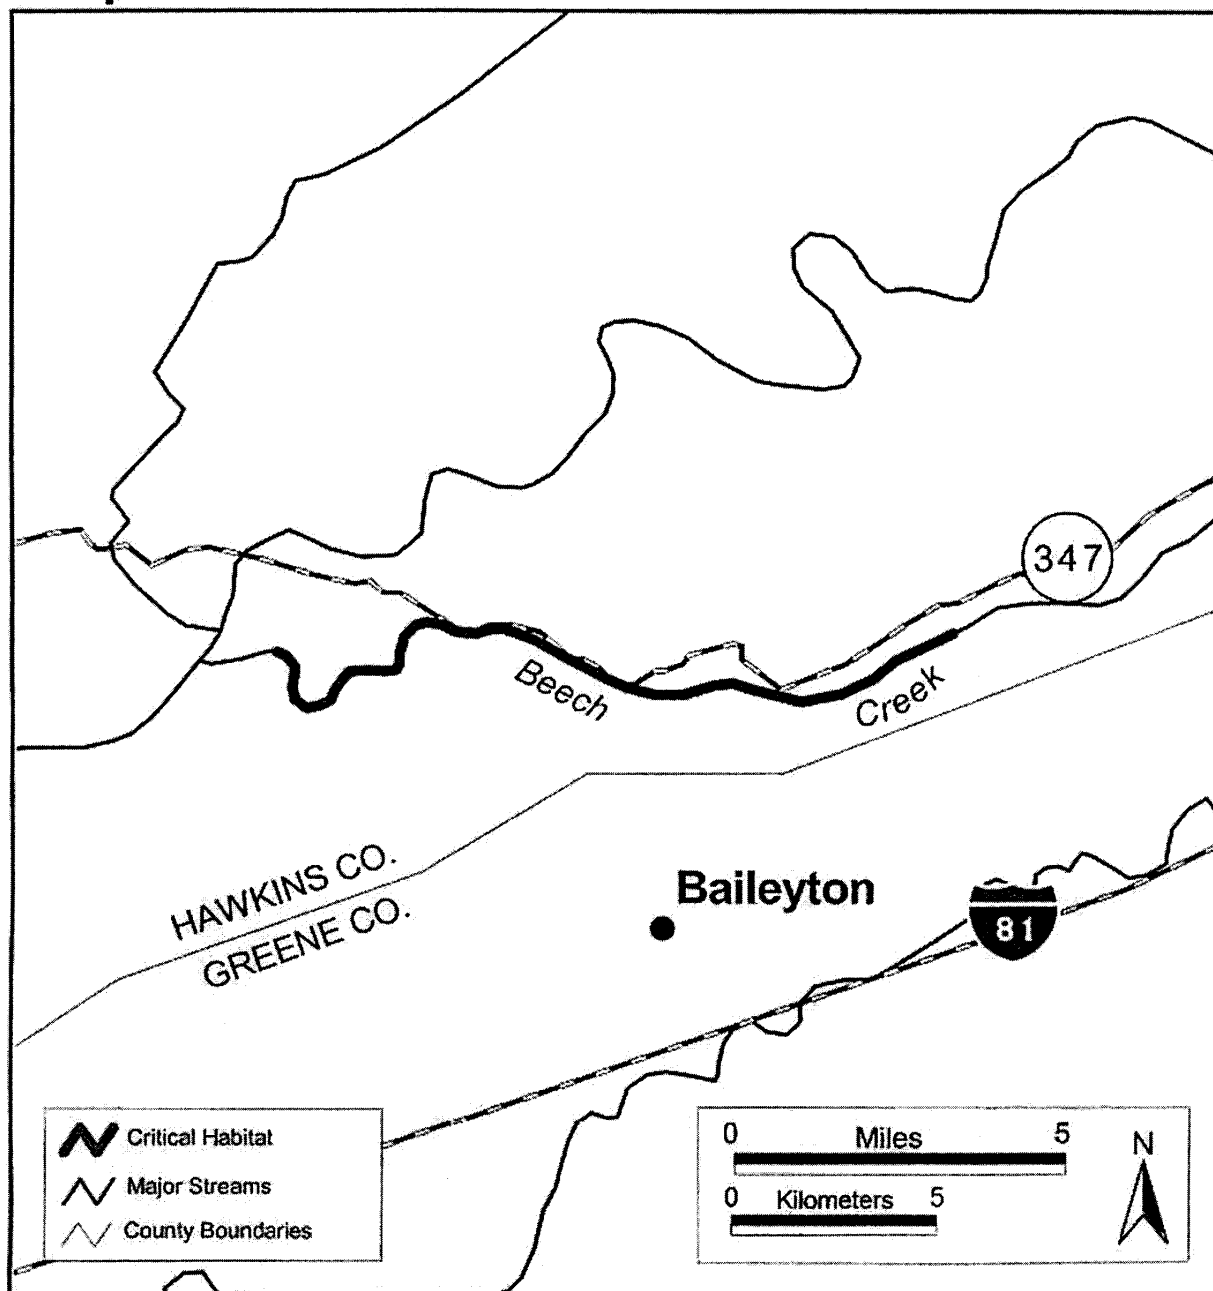 347
Beech
Creek
HAWKINS CO.
GREENE CO.
Baileyton
81
Critical Habitat
Major Streams
County Boundaries
0 Miles 5
0 Kilometers 5
N